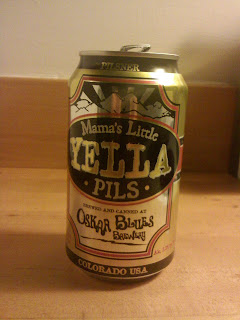 PILSNER
Mama's Little
YELLA
• PILS •
BREWED AND CANNED AT
OSKAR BLUES
BREWERY
COLORADO USA